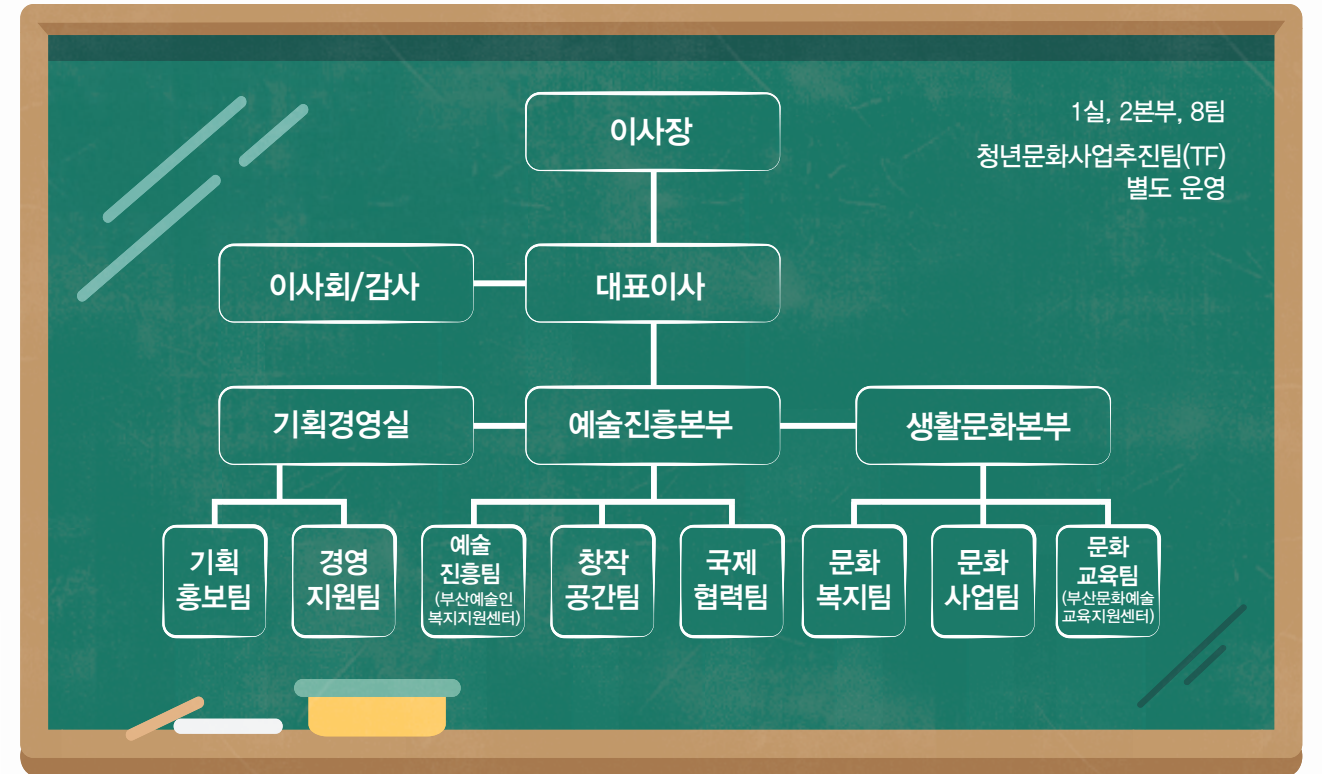 이사장
1실, 2본부, 8팀
청년문화사업추진팀(TF)
별도 운영
이사회/감사
대표이사
기획경영실
예술진흥본부
생활문화본부
기획
홍보팀
경영
지원팀
예술
진흥팀
(부산예술인
복지지원센터)
창작
공간팀
국제
협력팀
문화
복지팀
문화
사업팀
문화
교육팀
(부산문화예술
교육지원센터)